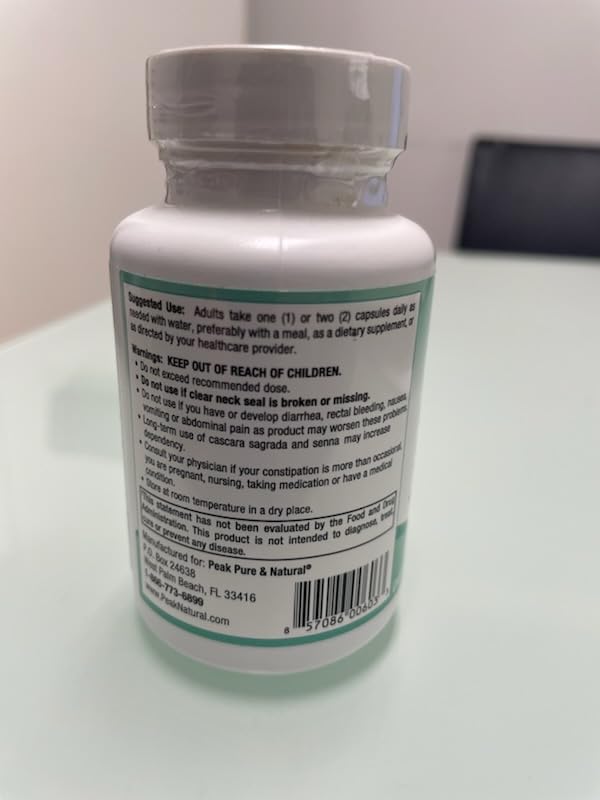 Suggested Use: Adults take one (1) or two (2) capsules daily as
needed with water, preferably with a meal, as a dietary supplement, or
as directed by your healthcare provider.
Warnings: KEEP OUT OF REACH OF CHILDREN.
• Do not exceed recommended dose.
• Do not use if clear neck seal is broken or missing.
• Do not use if you have or develop diarrhea, rectal bleeding, nausea,
vomiting or abdominal pain as product may worsen these problems.
• Long-term use of cascara sagrada and senna may increase
dependency.
• Consult your physician if your constipation is more than occasional,
you are pregnant, nursing, taking medication or have a medical
condition.
• Store at room temperature in a dry place.
This statement has not been evaluated by the Food and Drug
Administration. This product is not intended to diagnose, treat,
cure or prevent any disease.
Manufactured for: Peak Pure & Natural®
P.O. Box 24638
West Palm Beach, FL 33416
www.PeakNatural.com
8 57086 00603